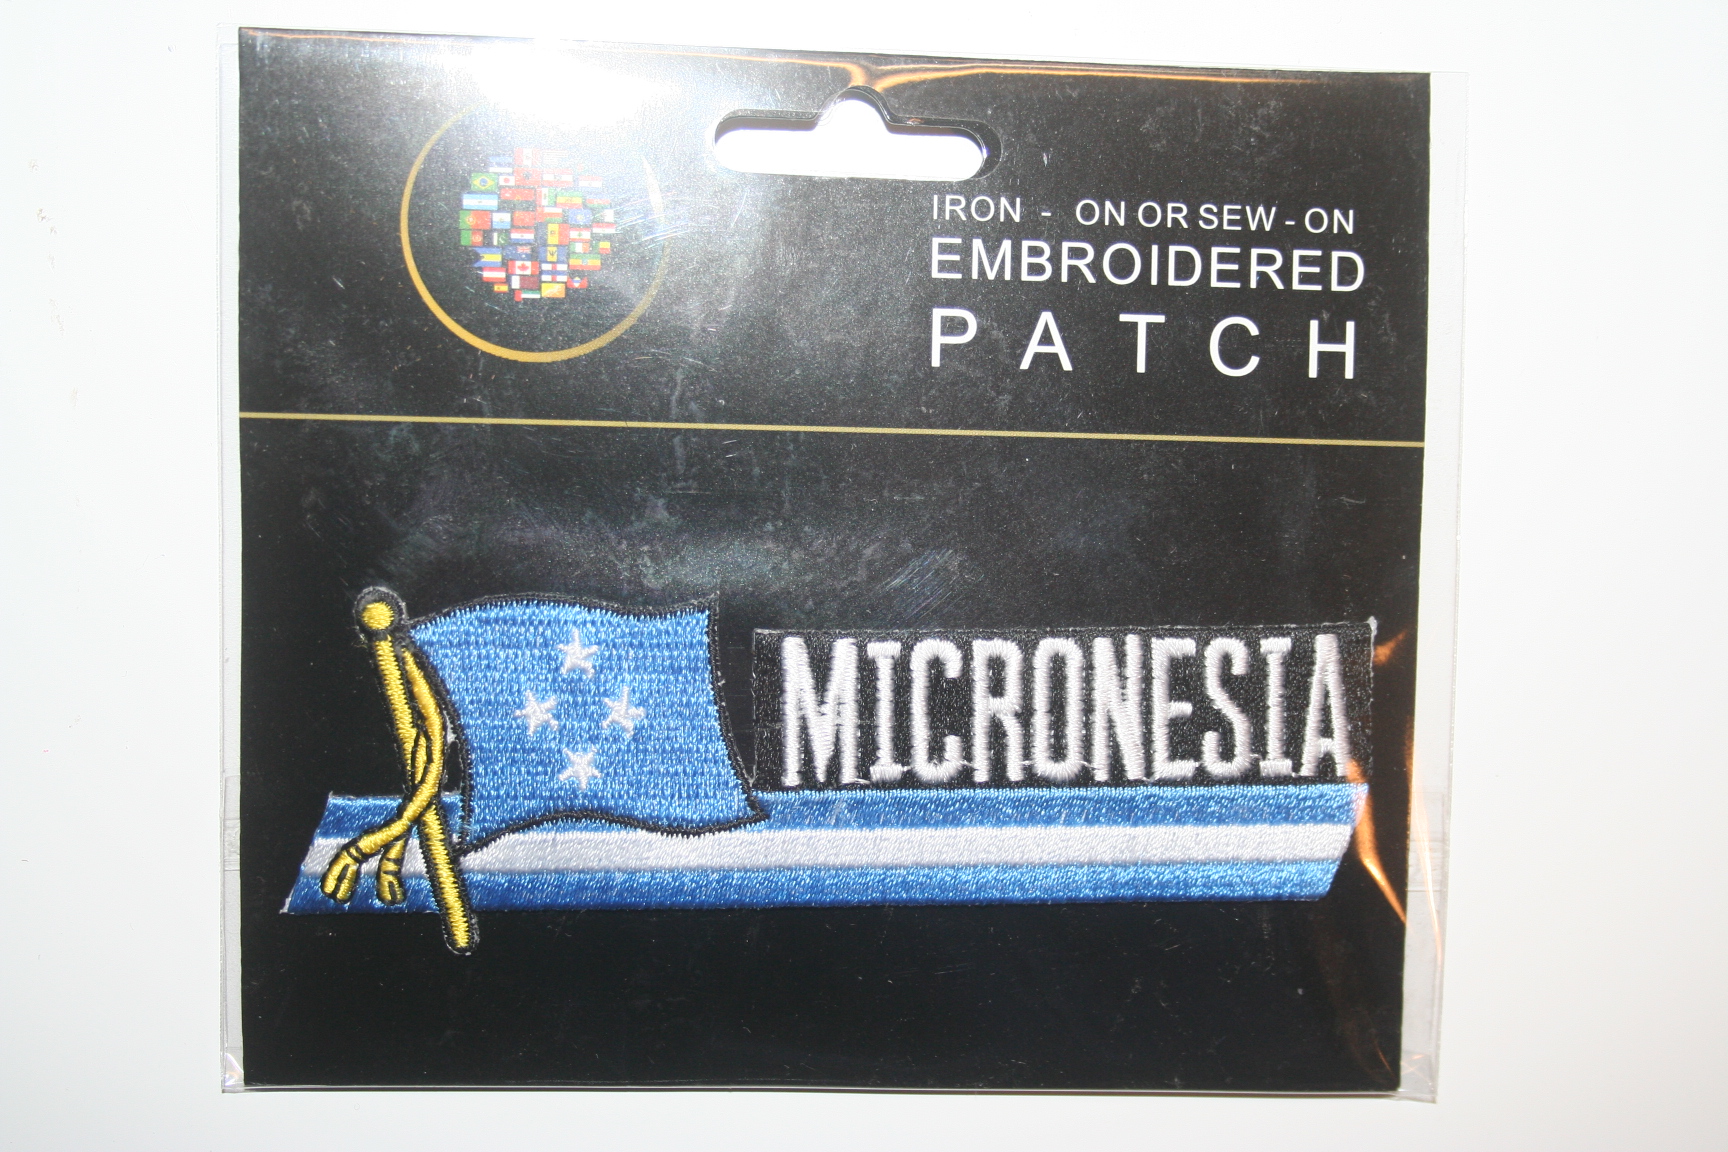 IRON - ON OR SEW - ON
EMBROIDERED
PATCH
MICRONESIA